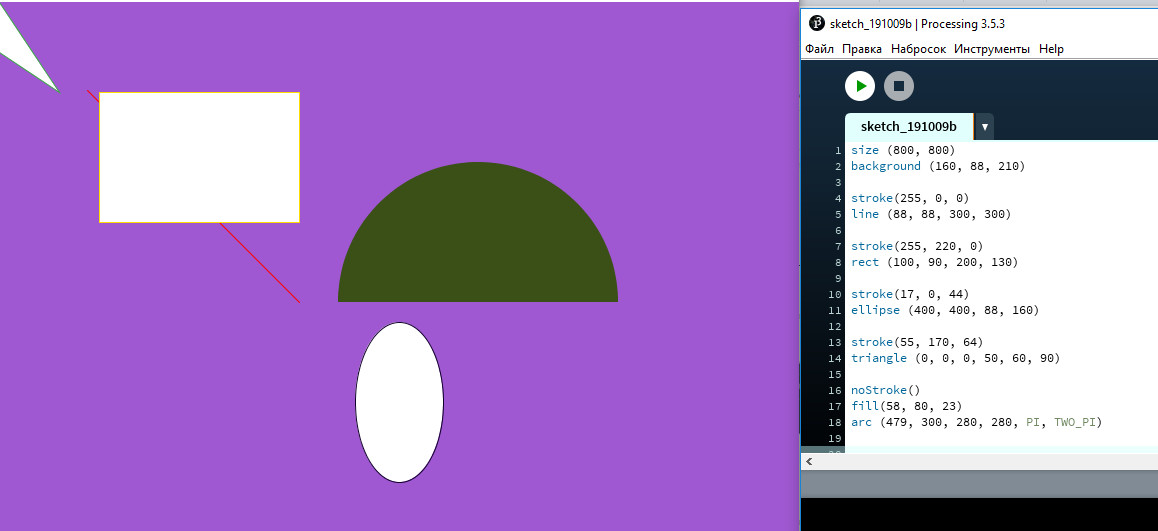 sketch_191009b | Processing 3.5.3
Файл Правка Набросок Инструменты Help
sketch_191009b
1 size (800, 800)
2 background (160, 88, 210)
3
4 stroke(255, 0, 0)
5 line (88, 88, 300, 300)
6
7 stroke(255, 220, 0)
8 rect (100, 90, 200, 130)
9
10 stroke(17, 0, 44)
11 ellipse (400, 400, 88, 160)
12
13 stroke(55, 170, 64)
14 triangle (0, 0, 0, 50, 60, 90)
15
16 noStroke()
17 fill(58, 80, 23)
18 arc (479, 300, 280, 280, PI, TWO_PI)
19